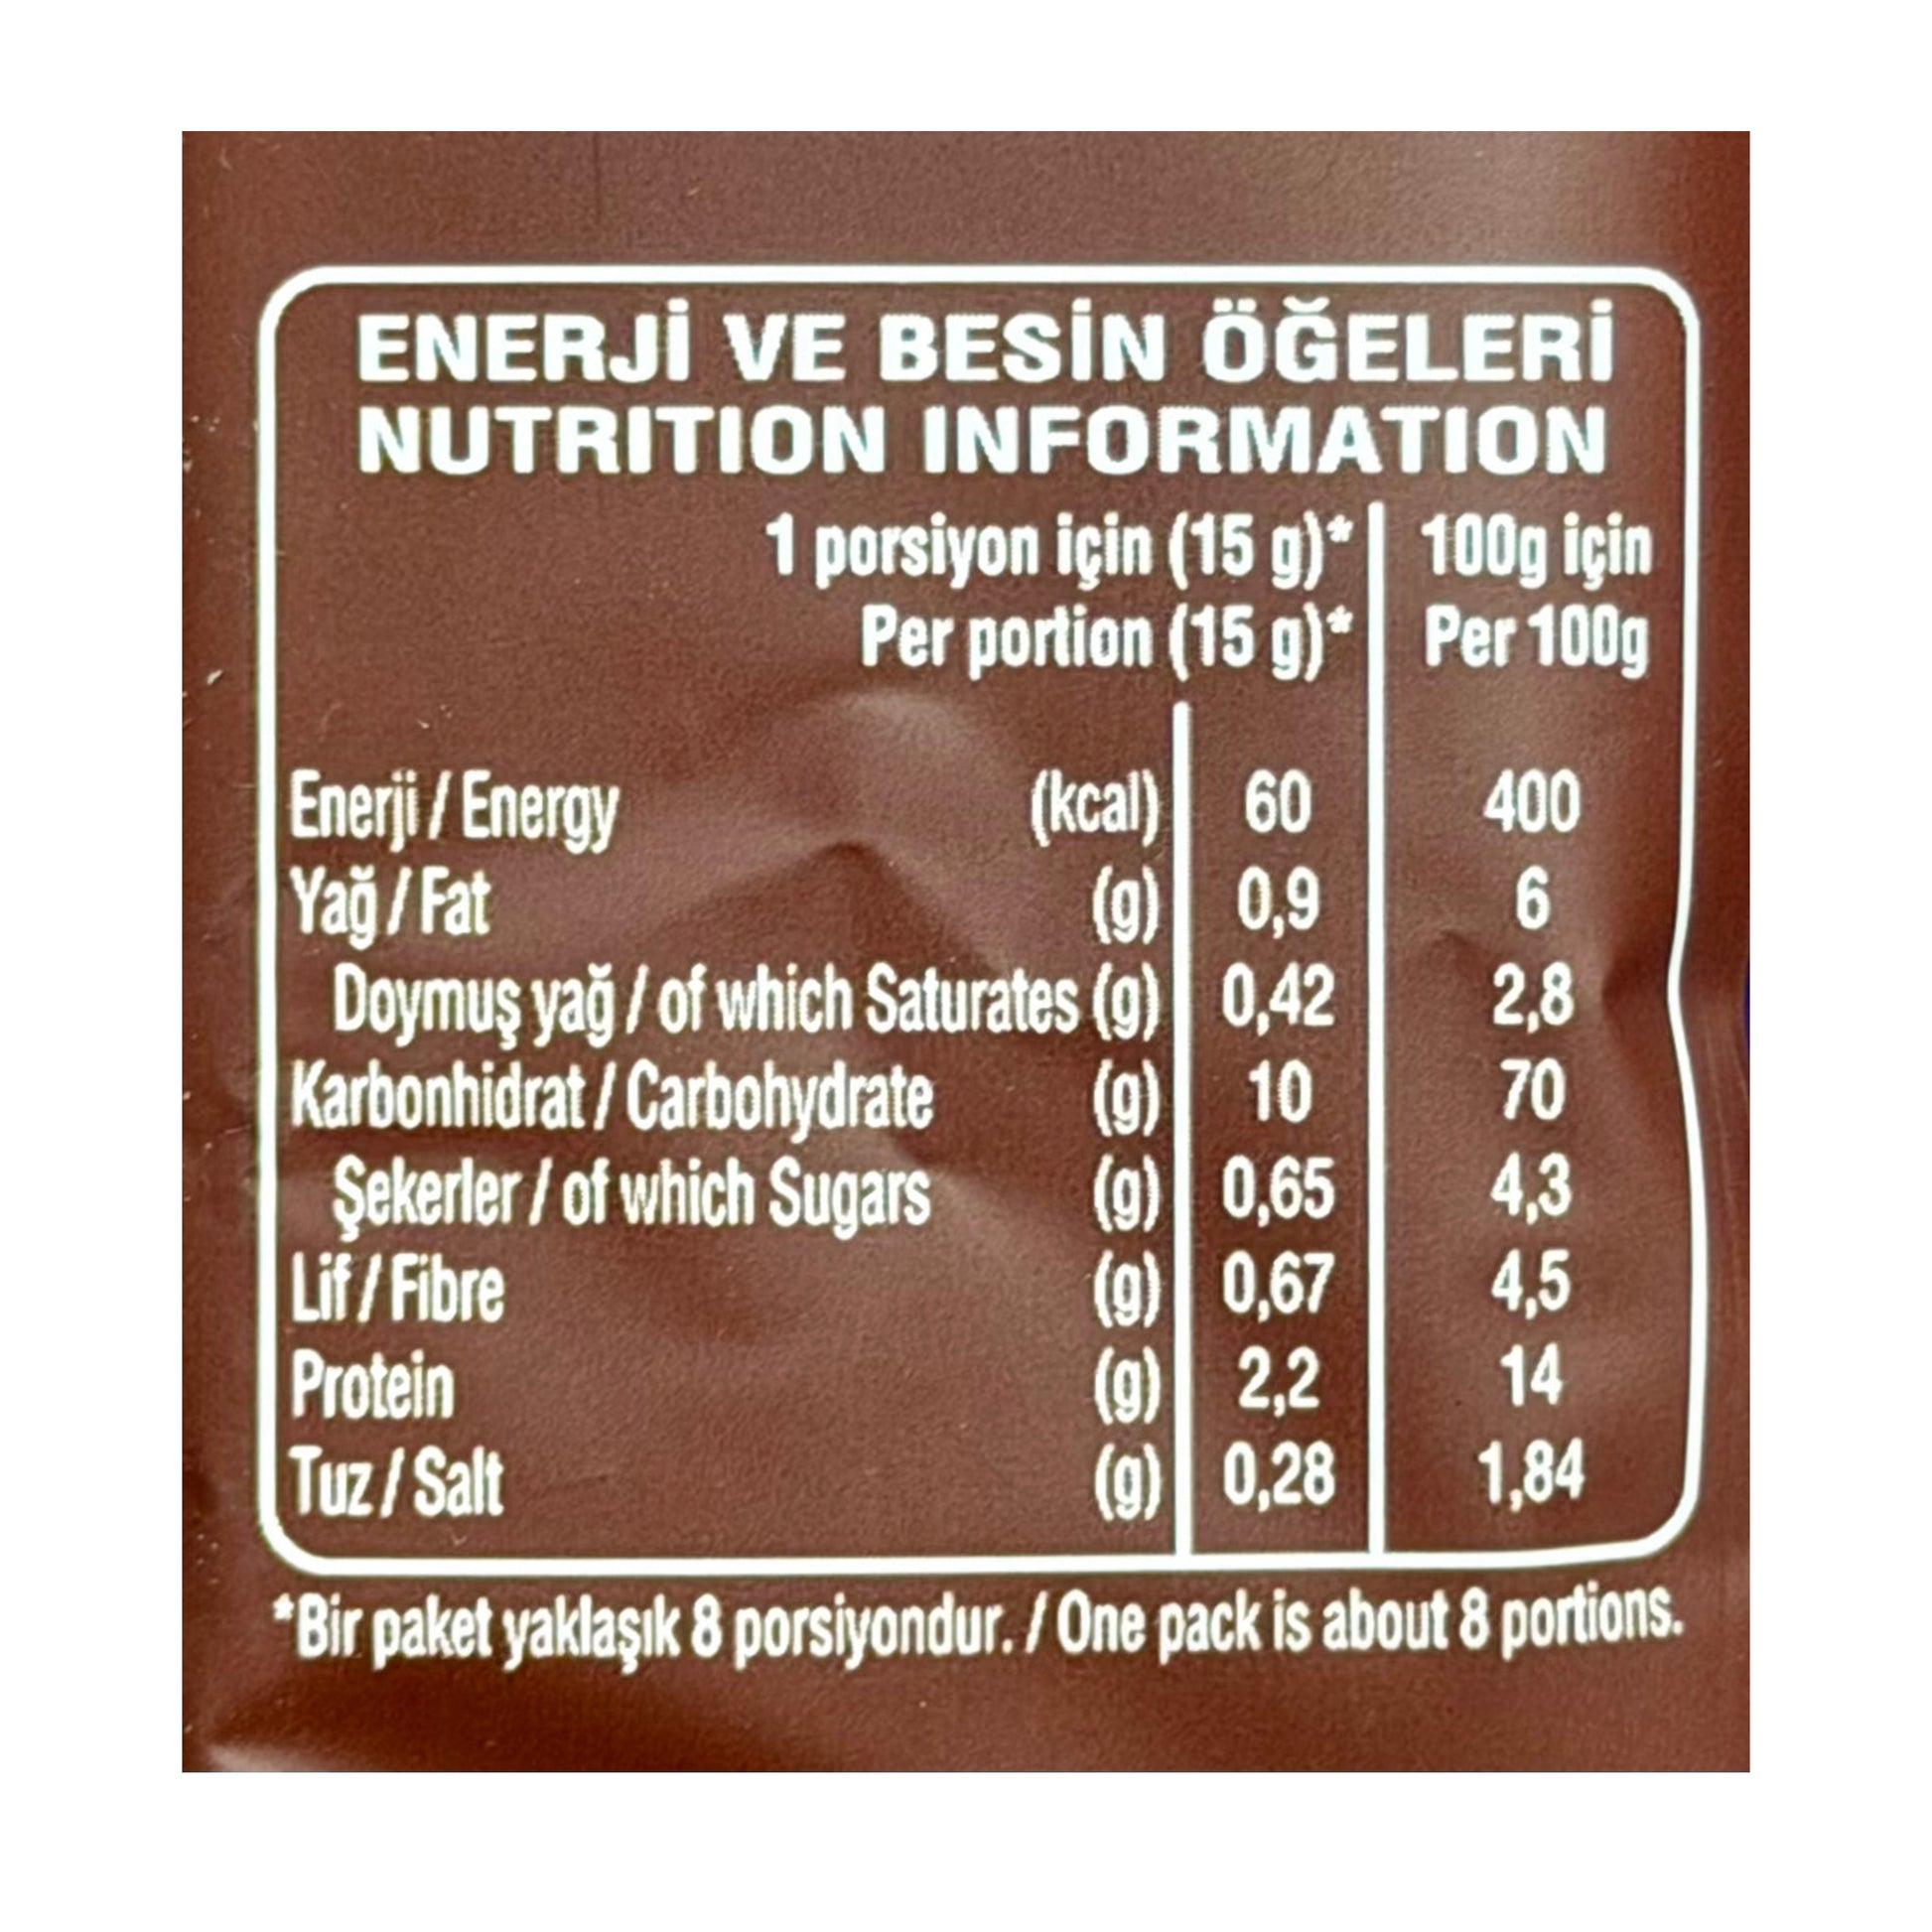 ENERJİ VE BESİN ÖĞELERİ
NUTRITION INFORMATION
1 porsiyon için (15 g)* 100g için
Per portion (15 g)* Per 100g
Enerji / Energy (kcal) 60 400
Yağ / Fat (g) 0,9 6
Doymuş yağ / of which Saturates (g) 0,42 2,8
Karbonhidrat / Carbohydrate (g) 10 70
Şekerler / of which Sugars (g) 0,65 4,3
Lif / Fibre (g) 0,67 4,5
Protein (g) 2,2 14
Tuz / Salt (g) 0,28 1,84
*Bir paket yaklaşık 8 porsiyondur. / One pack is about 8 portions.